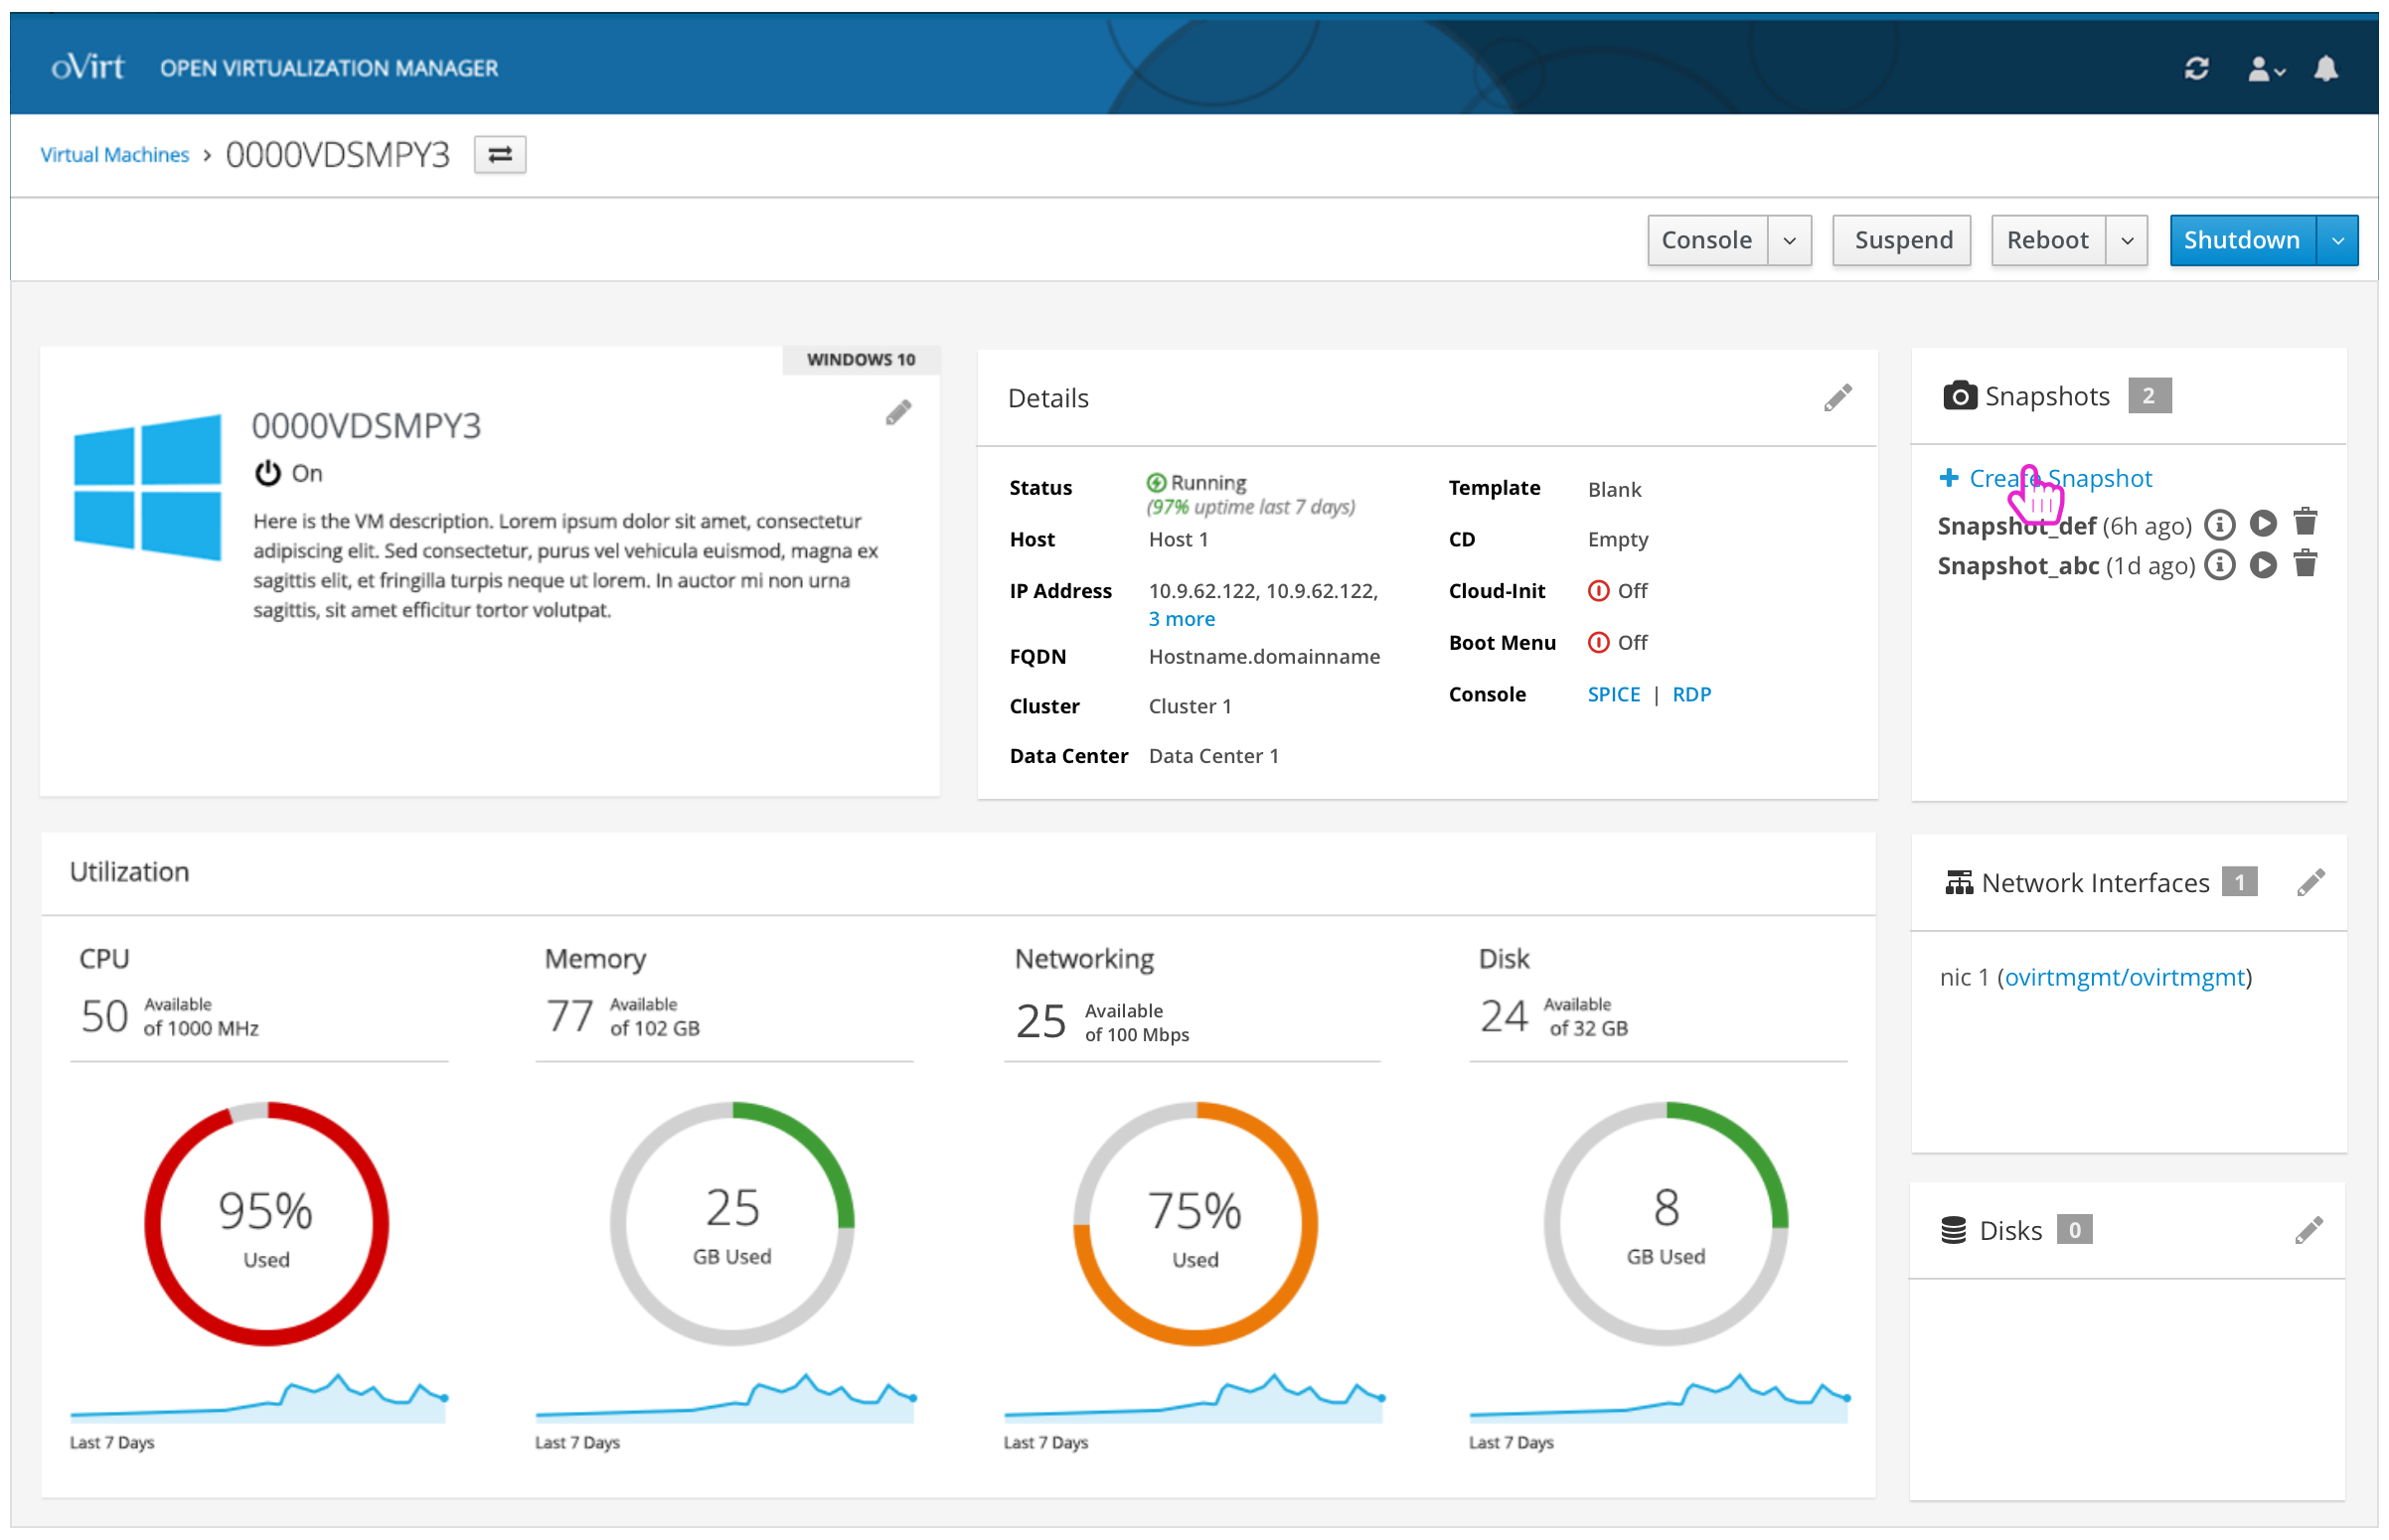 oVirt OPEN VIRTUALIZATION MANAGER
Virtual Machines > 0000VDSMPY3
Console Suspend Reboot Shutdown
WINDOWS 10
0000VDSMPY3
On
Here is the VM description. Lorem ipsum dolor sit amet, consectetur
adipiscing elit. Sed consectetur, purus vel vehicula euismod, magna ex
sagittis elit, et fringilla turpis neque ut lorem. In auctor mi non urna
sagittis, sit amet efficitur tortor volutpat.
Details
Status Running
(97% uptime last 7 days)
Host Host 1
IP Address 10.9.62.122, 10.9.62.122,
3 more
FQDN Hostname.domainname
Cluster Cluster 1
Data Center Data Center 1
Template Blank
CD Empty
Cloud-Init Off
Boot Menu Off
Console SPICE | RDP
Snapshots 2
+ Create Snapshot
Snapshot_def (6h ago)
Snapshot_abc (1d ago)
Utilization
CPU
50 Available
of 1000 MHz
95%
Used
Last 7 Days
Memory
77 Available
of 102 GB
25
GB Used
Last 7 Days
Networking
25 Available
of 100 Mbps
75%
Used
Last 7 Days
Disk
24 Available
of 32 GB
8
GB Used
Last 7 Days
Network Interfaces 1
nic 1 (ovirtmgmt/ovirtmgmt)
Disks 0